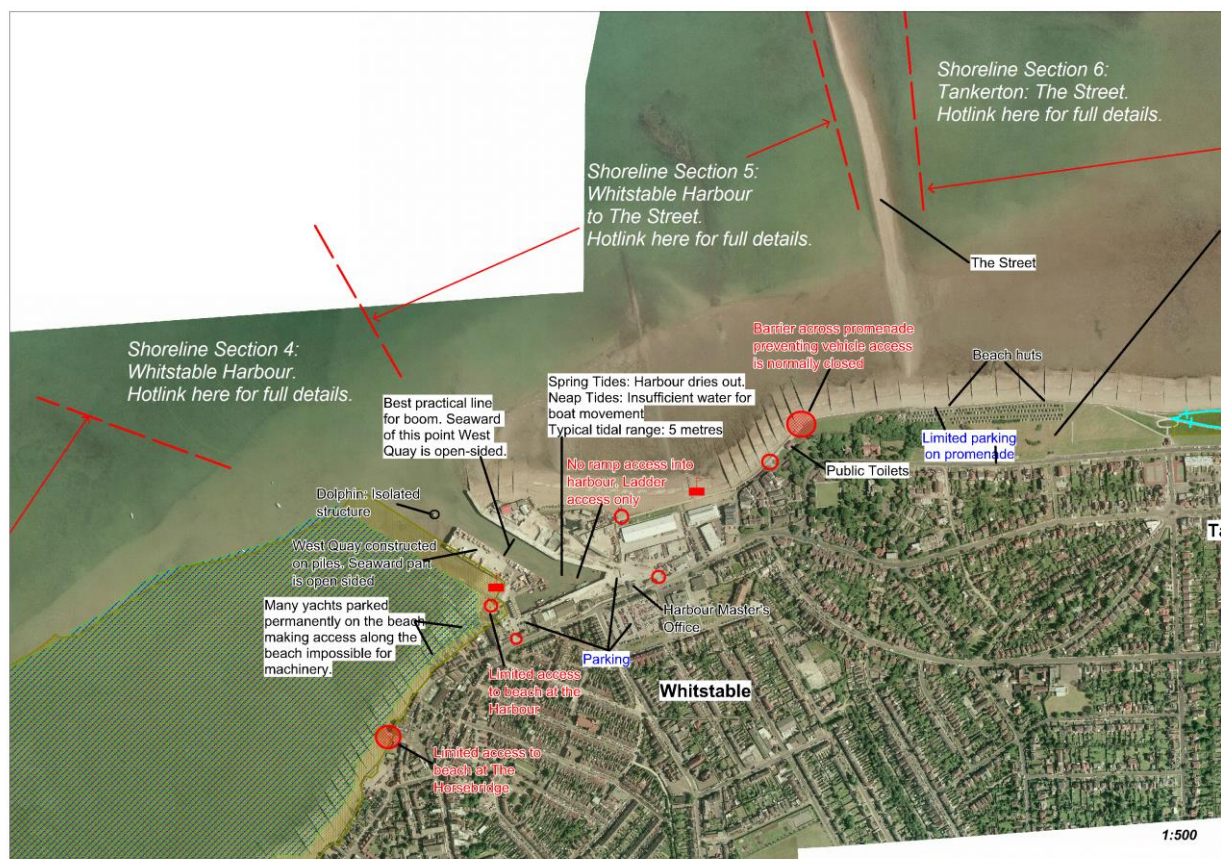 Shoreline Section 6:
Tankerton: The Street.
Hotlink here for full details.
Shoreline Section 5:
Whitstable Harbour
to The Street.
Hotlink here for full details.
The Street
Shoreline Section 4:
Whitstable Harbour.
Hotlink here for full details.
Barrier across promenade
preventing vehicle access
is normally closed
Beach huts
Best practical line
for boom. Seaward
of this point West
Quay is open-sided.
Spring Tides: Harbour dries out.
Neap Tides: Insufficient water for
boat movement
Typical tidal range: 5 metres
Limited parking
on promenade
No ramp access into
harbour. Ladder
access only
Public Toilets
Dolphin: Isolated
structure
West Quay constructed
on piles. Seaward part
is open sided
Ta
Many yachts parked
permanently on the beach
making access along the
beach impossible for
machinery.
Harbour Master's
Office
Parking
Limited access
to beach at the
Harbour
Whitstable
Limited access to
beach at The
Horsebridge
1:500